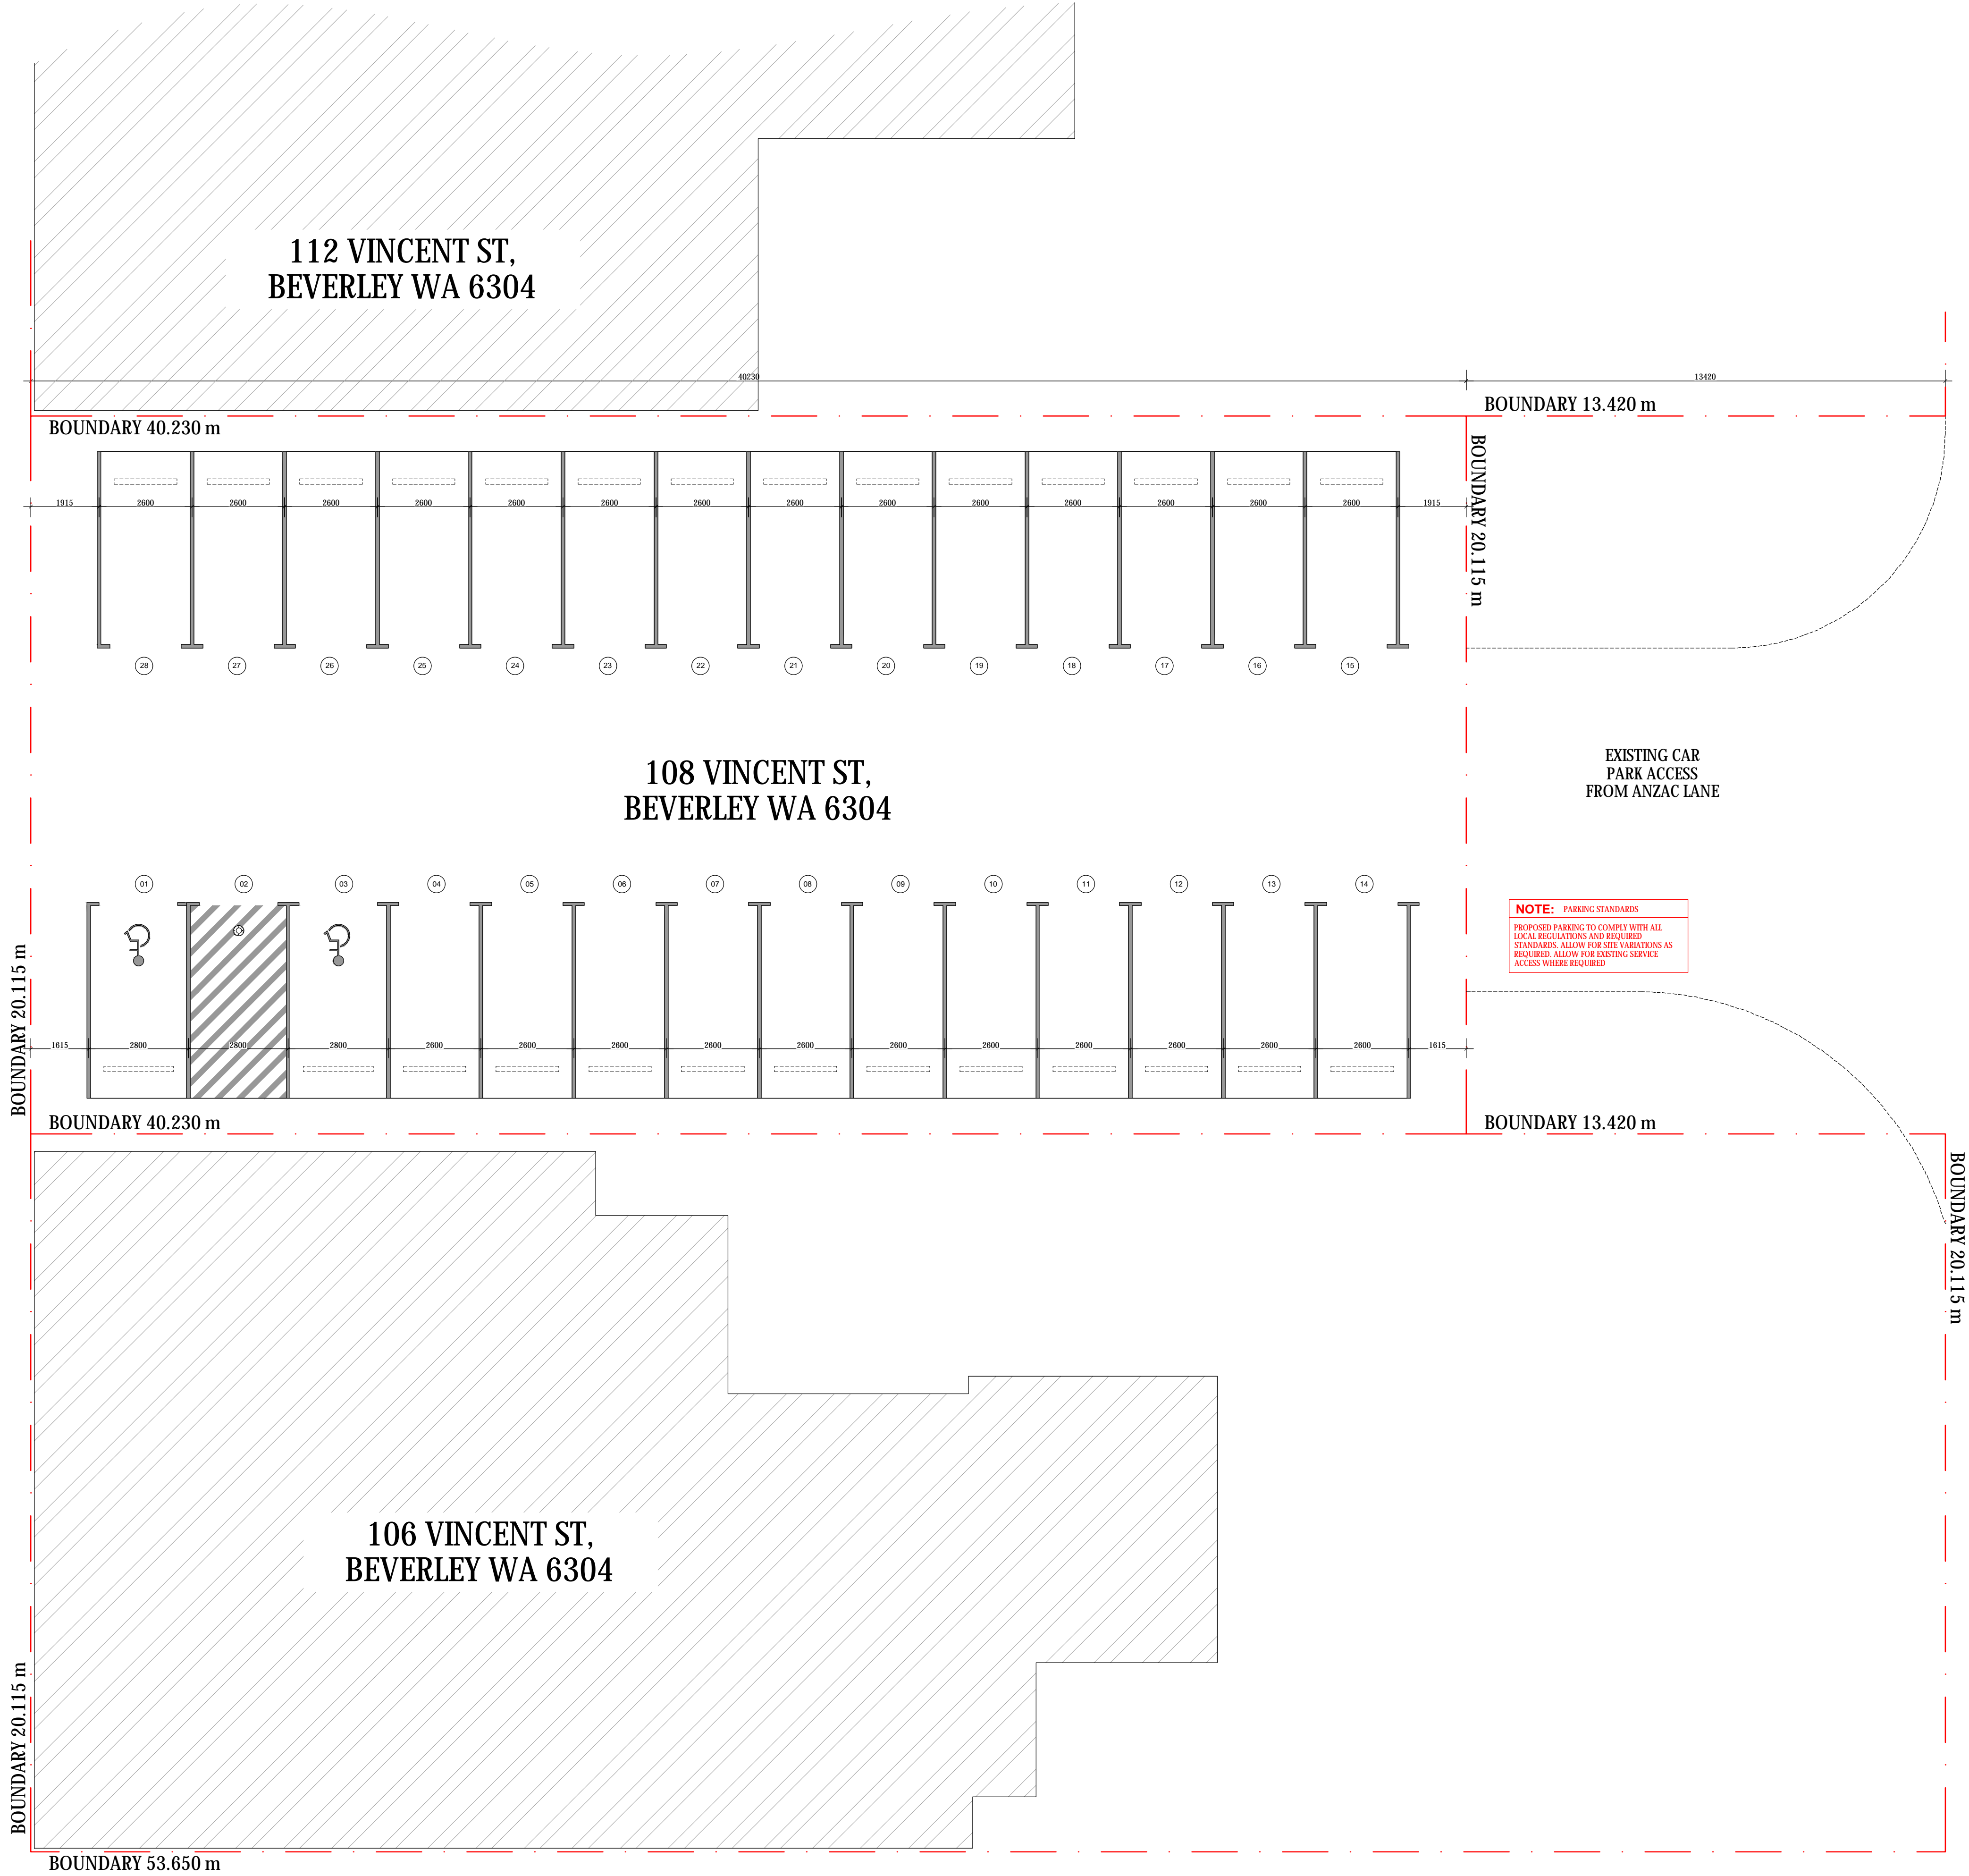 112 VINCENT ST,
BEVERLEY WA 6304
40230
13420
BOUNDARY 40.230 m
BOUNDARY 13.420 m
BOUNDARY 20.115 m
1915
2600
2600
2600
2600
2600
2600
2600
2600
2600
2600
2600
2600
2600
2600
1915
28
27
26
25
24
23
22
21
20
19
18
17
16
15
108 VINCENT ST,
BEVERLEY WA 6304
EXISTING CAR
PARK ACCESS
FROM ANZAC LANE
01
02
03
04
05
06
07
08
09
10
11
12
13
14
NOTE: PARKING STANDARDS
PROPOSED PARKING TO COMPLY WITH ALL
LOCAL REGULATIONS AND REQUIRED
STANDARDS. ALLOW FOR SITE VARIATIONS AS
REQUIRED. ALLOW FOR EXISTING SERVICE
ACCESS WHERE REQUIRED
BOUNDARY 20.115 m
1615
2800
2800
2800
2600
2600
2600
2600
2600
2600
2600
2600
2600
2600
2600
1615
BOUNDARY 40.230 m
BOUNDARY 13.420 m
BOUNDARY 20.115 m
106 VINCENT ST,
BEVERLEY WA 6304
BOUNDARY 20.115 m
BOUNDARY 53.650 m